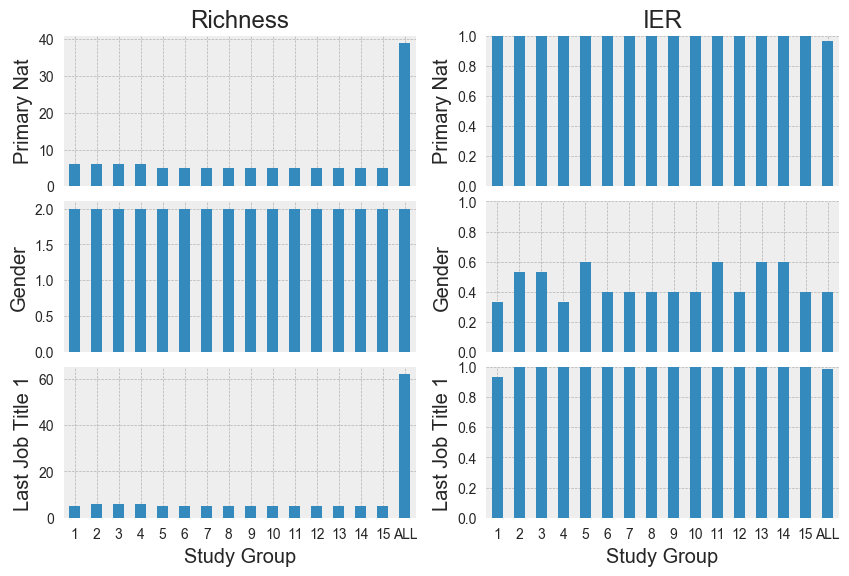 Richness
IER
Primary Nat
40
30
20
10
0
Primary Nat
1.0
0.8
0.6
0.4
0.2
0.0
Gender
2.0
1.5
1.0
0.5
0.0
Gender
1.0
0.8
0.6
0.4
0.2
0.0
Last Job Title 1
60
40
20
0
Last Job Title 1
1.0
0.8
0.6
0.4
0.2
0.0
1 2 3 4 5 6 7 8 9 10 11 12 13 14 15 ALL
Study Group
1 2 3 4 5 6 7 8 9 10 11 12 13 14 15 ALL
Study Group